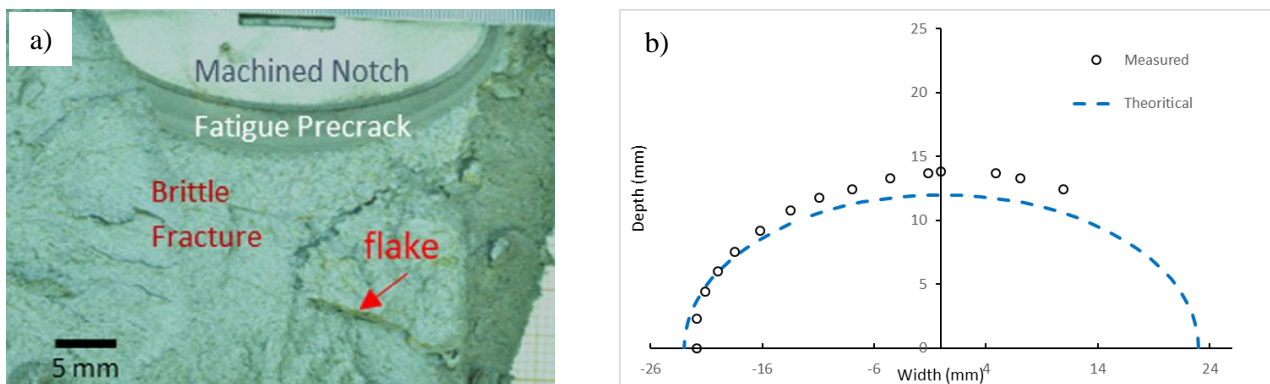 a)
Machined Notch
Fatigue Precrack
Brittle
Fracture
flake
5 mm
b)
Measured
Theoritical
Depth (mm)
25
20
15
10
5
0
-26 -16 -6 4 14 24
Width (mm)